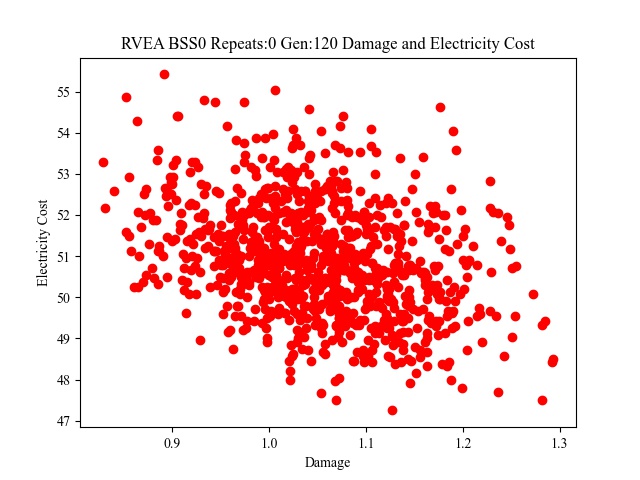 RVEA BSS0 Repeats:0 Gen:120 Damage and Electricity Cost
Electricity Cost
55
54
53
52
51
50
49
48
47
0.9 1.0 1.1 1.2 1.3
Damage